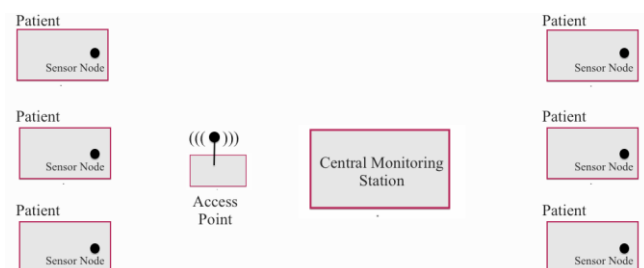 Patient
Sensor Node
Patient
Sensor Node
Patient
Sensor Node
((( )))
Access
Point
Central Monitoring
Station
Patient
Sensor Node
Patient
Sensor Node
Patient
Sensor Node